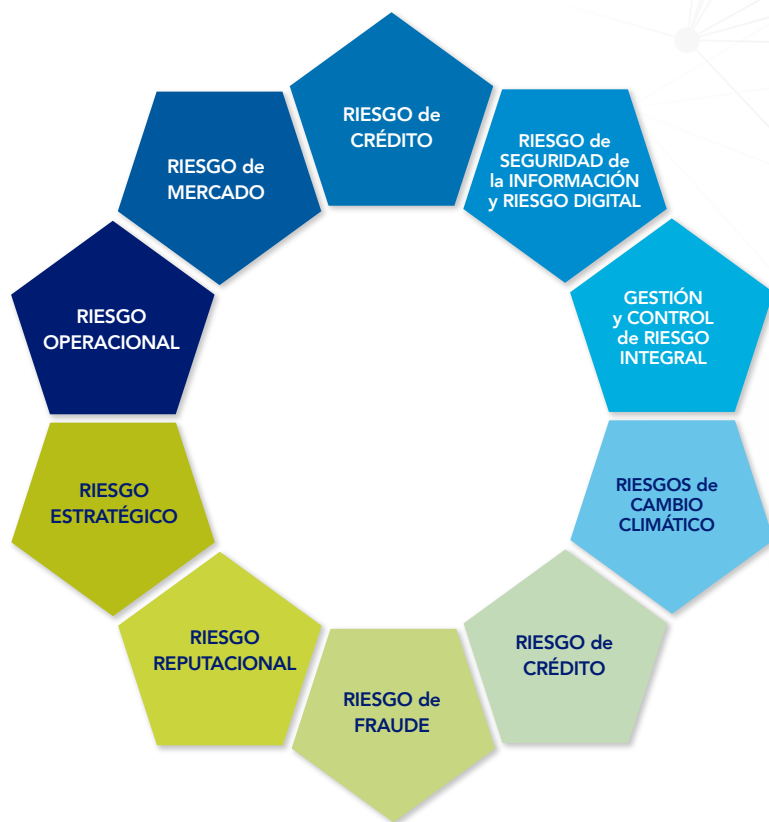 RIESGO de
CRÉDITO
RIESGO de
SEGURIDAD de
la INFORMACIÓN
y RIESGO DIGITAL
GESTIÓN
y CONTROL
de RIESGO
INTEGRAL
RIESGOS de
CAMBIO
CLIMÁTICO
RIESGO de
CRÉDITO
RIESGO de
FRAUDE
RIESGO
REPUTACIONAL
RIESGO
ESTRATÉGICO
RIESGO
OPERACIONAL
RIESGO de
MERCADO